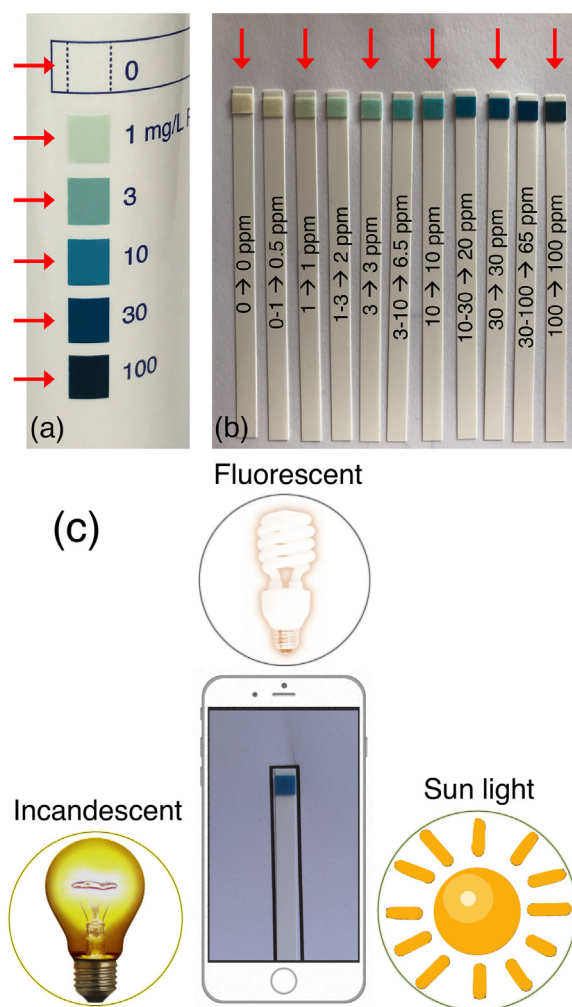 0
1 mg/L
3
10
30
100
(a)
0 → 0 ppm
0-1 → 0.5 ppm
1 → 1 ppm
1-3 → 2 ppm
3 → 3 ppm
3-10 → 6.5 ppm
10 → 10 ppm
10-30 → 20 ppm
30 → 30 ppm
30-100 → 65 ppm
100 → 100 ppm
(b)
Fluorescent
(c)
Incandescent
Sun light